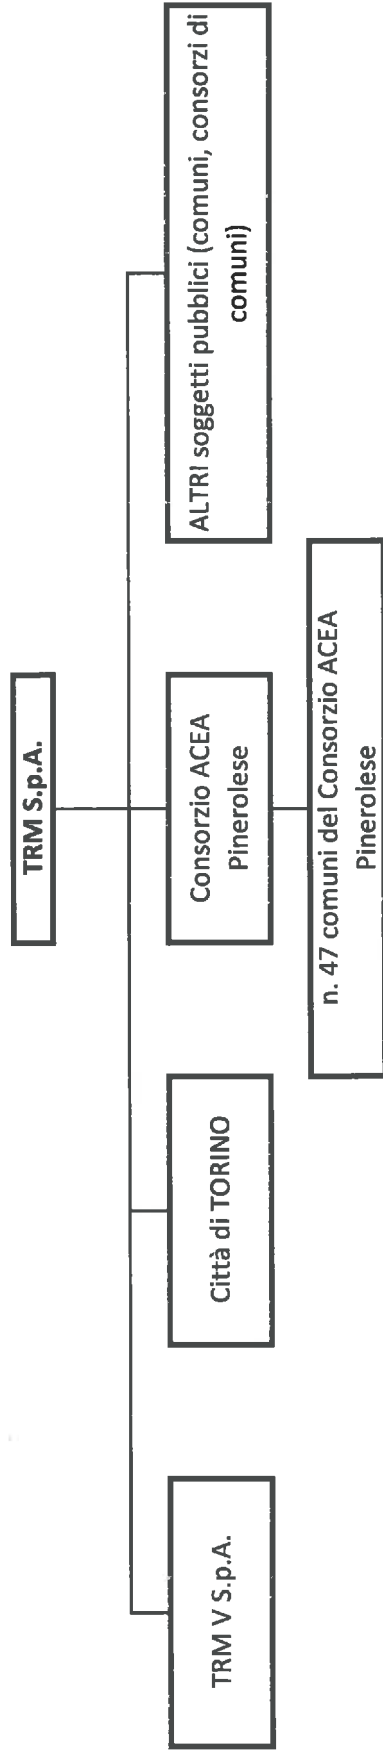 TRM S.p.A.
TRM V S.p.A.
Città di TORINO
Consorzio ACEA
Pinerolese
ALTRI soggetti pubblici (comuni, consorzi di
comuni)
n. 47 comuni del Consorzio ACEA
Pinerolese